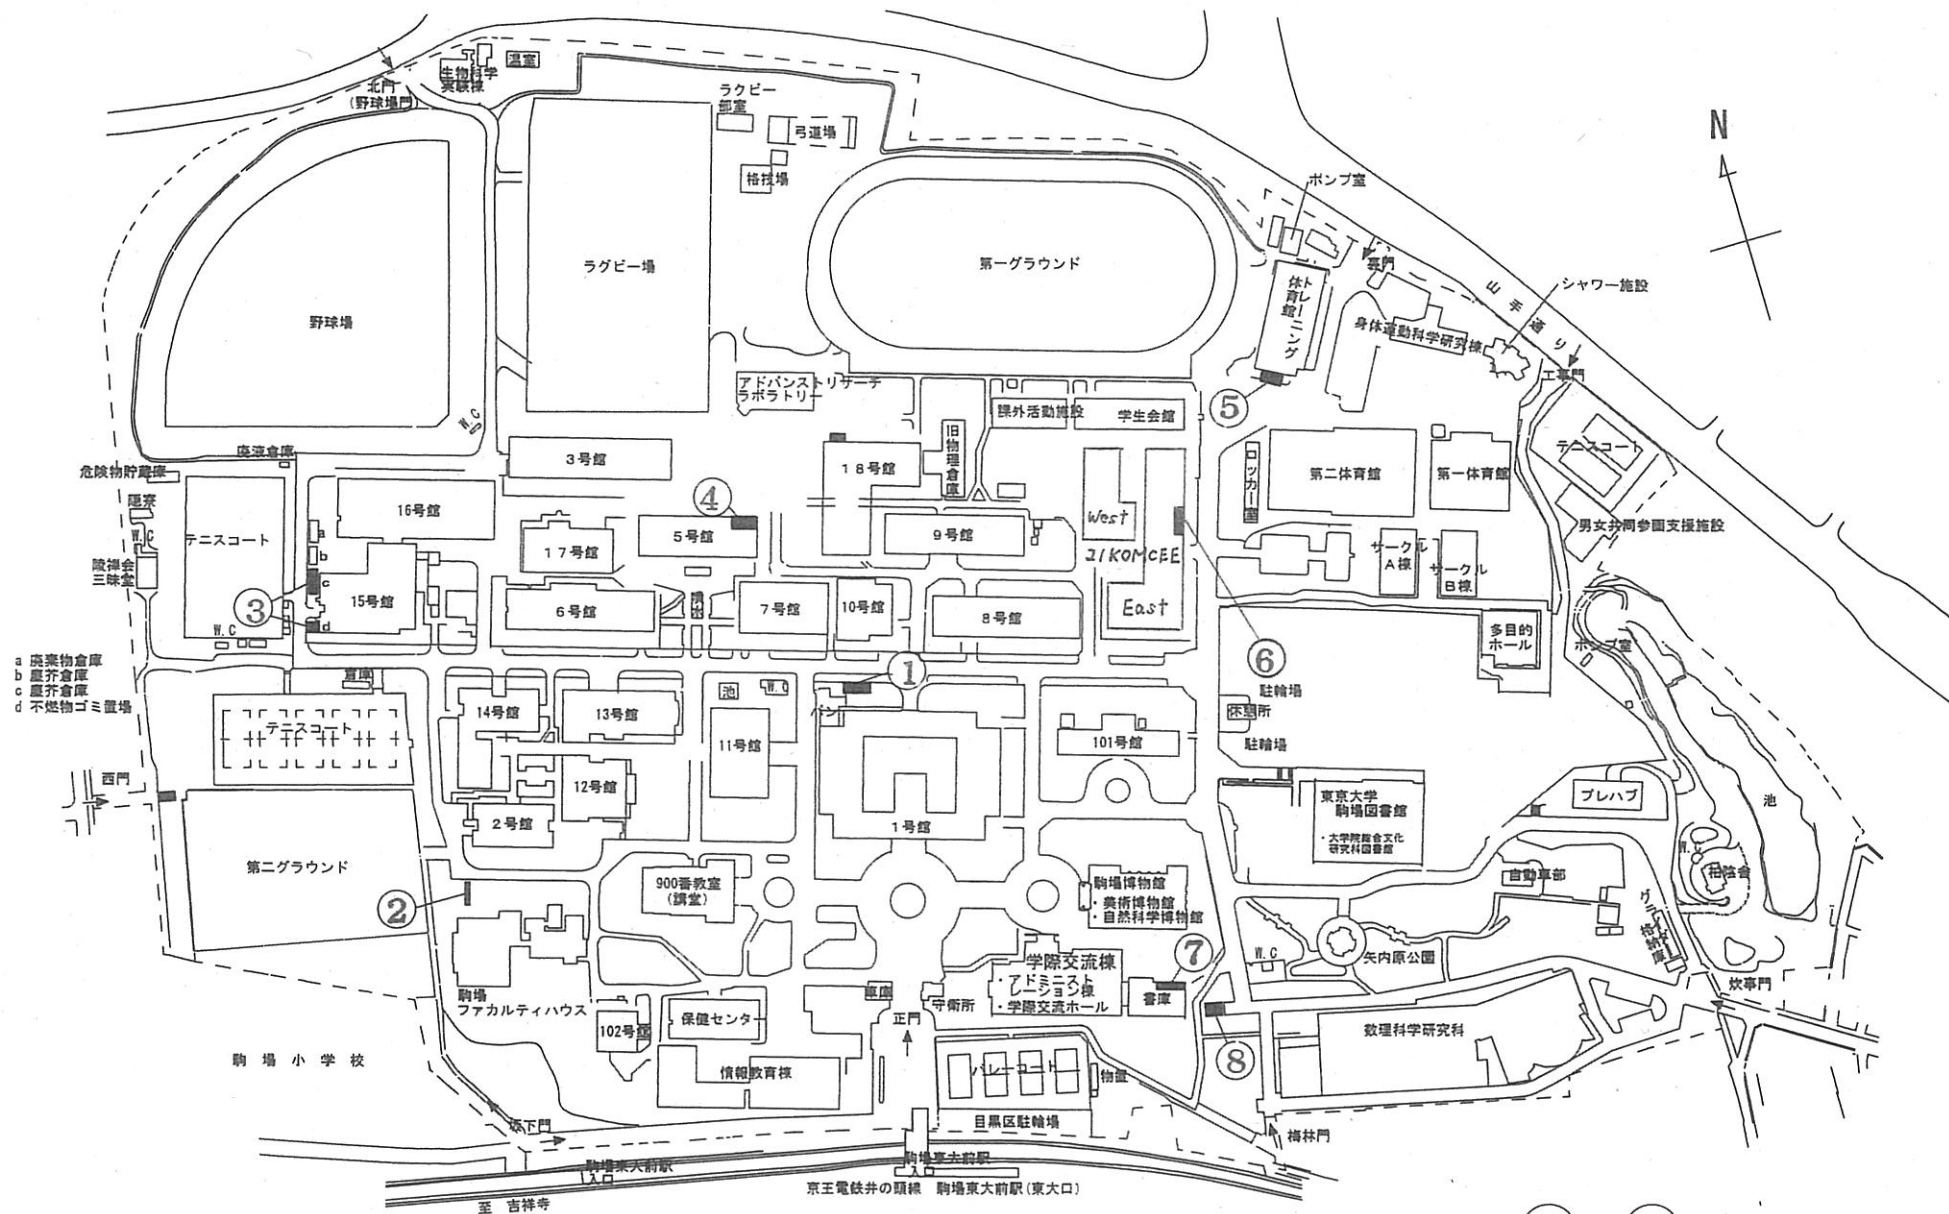 北門
(野球場門)
生物科学
実験棟
温室
ラクビー
部室
弓道場
格技場
N
ポンプ室
裏門
シャワー施設
山手通り
工事門
野球場
ラグビー場
第一グラウンド
トレーニング
体育館
身体運動科学研究棟
アドバンストリサーチ
ラボラトリー
課外活動施設
学生会館
⑤
W.C
廃液倉庫
危険物貯蔵庫
3号館
18号館
旧物理倉庫
ロッカー室
第二体育館
第一体育館
テニスコート
隠寮
W.C
陵禅会
三昧堂
テニスコート
16号館
a
b
c
d
③
15号館
17号館
④
5号館
9号館
West
21KOMCEE
East
サークル
A棟
サークル
B棟
男女共同参画支援施設
6号館
7号館
10号館
8号館
⑥
多目的
ホール
ポンプ室
W.C
a 廃棄物倉庫
b 塵芥倉庫
c 塵芥倉庫
d 不燃物ゴミ置場
倉庫
テニスコート
14号館
13号館
池
W.C
①
パン
11号館
101号館
駐輪場
休憩所
駐輪場
西門
12号館
2号館
1号館
東京大学
駒場図書館
・大学院総合文化
研究科図書館
プレハブ
池
W.C
柏陰舎
第二グラウンド
②
900番教室
(講堂)
駒場博物館
・美術博物館
・自然科学博物館
自動車部
グライダー
格納庫
駒場
ファカルティハウス
102号館
保健センター
車庫
守衛所
正門
学際交流棟
・アドミニスト
レーション棟
・学際交流ホール
書庫
⑦
⑧
W.C
矢内原公園
炊事門
数理科学研究科
駒場小学校
情報教育棟
バレーコート
物置
目黒区駐輪場
坂下門
梅林門
駒場東大前駅
入口
駒場東大前駅
入口
京王電鉄井の頭線 駒場東大前駅(東大口)
至 吉祥寺